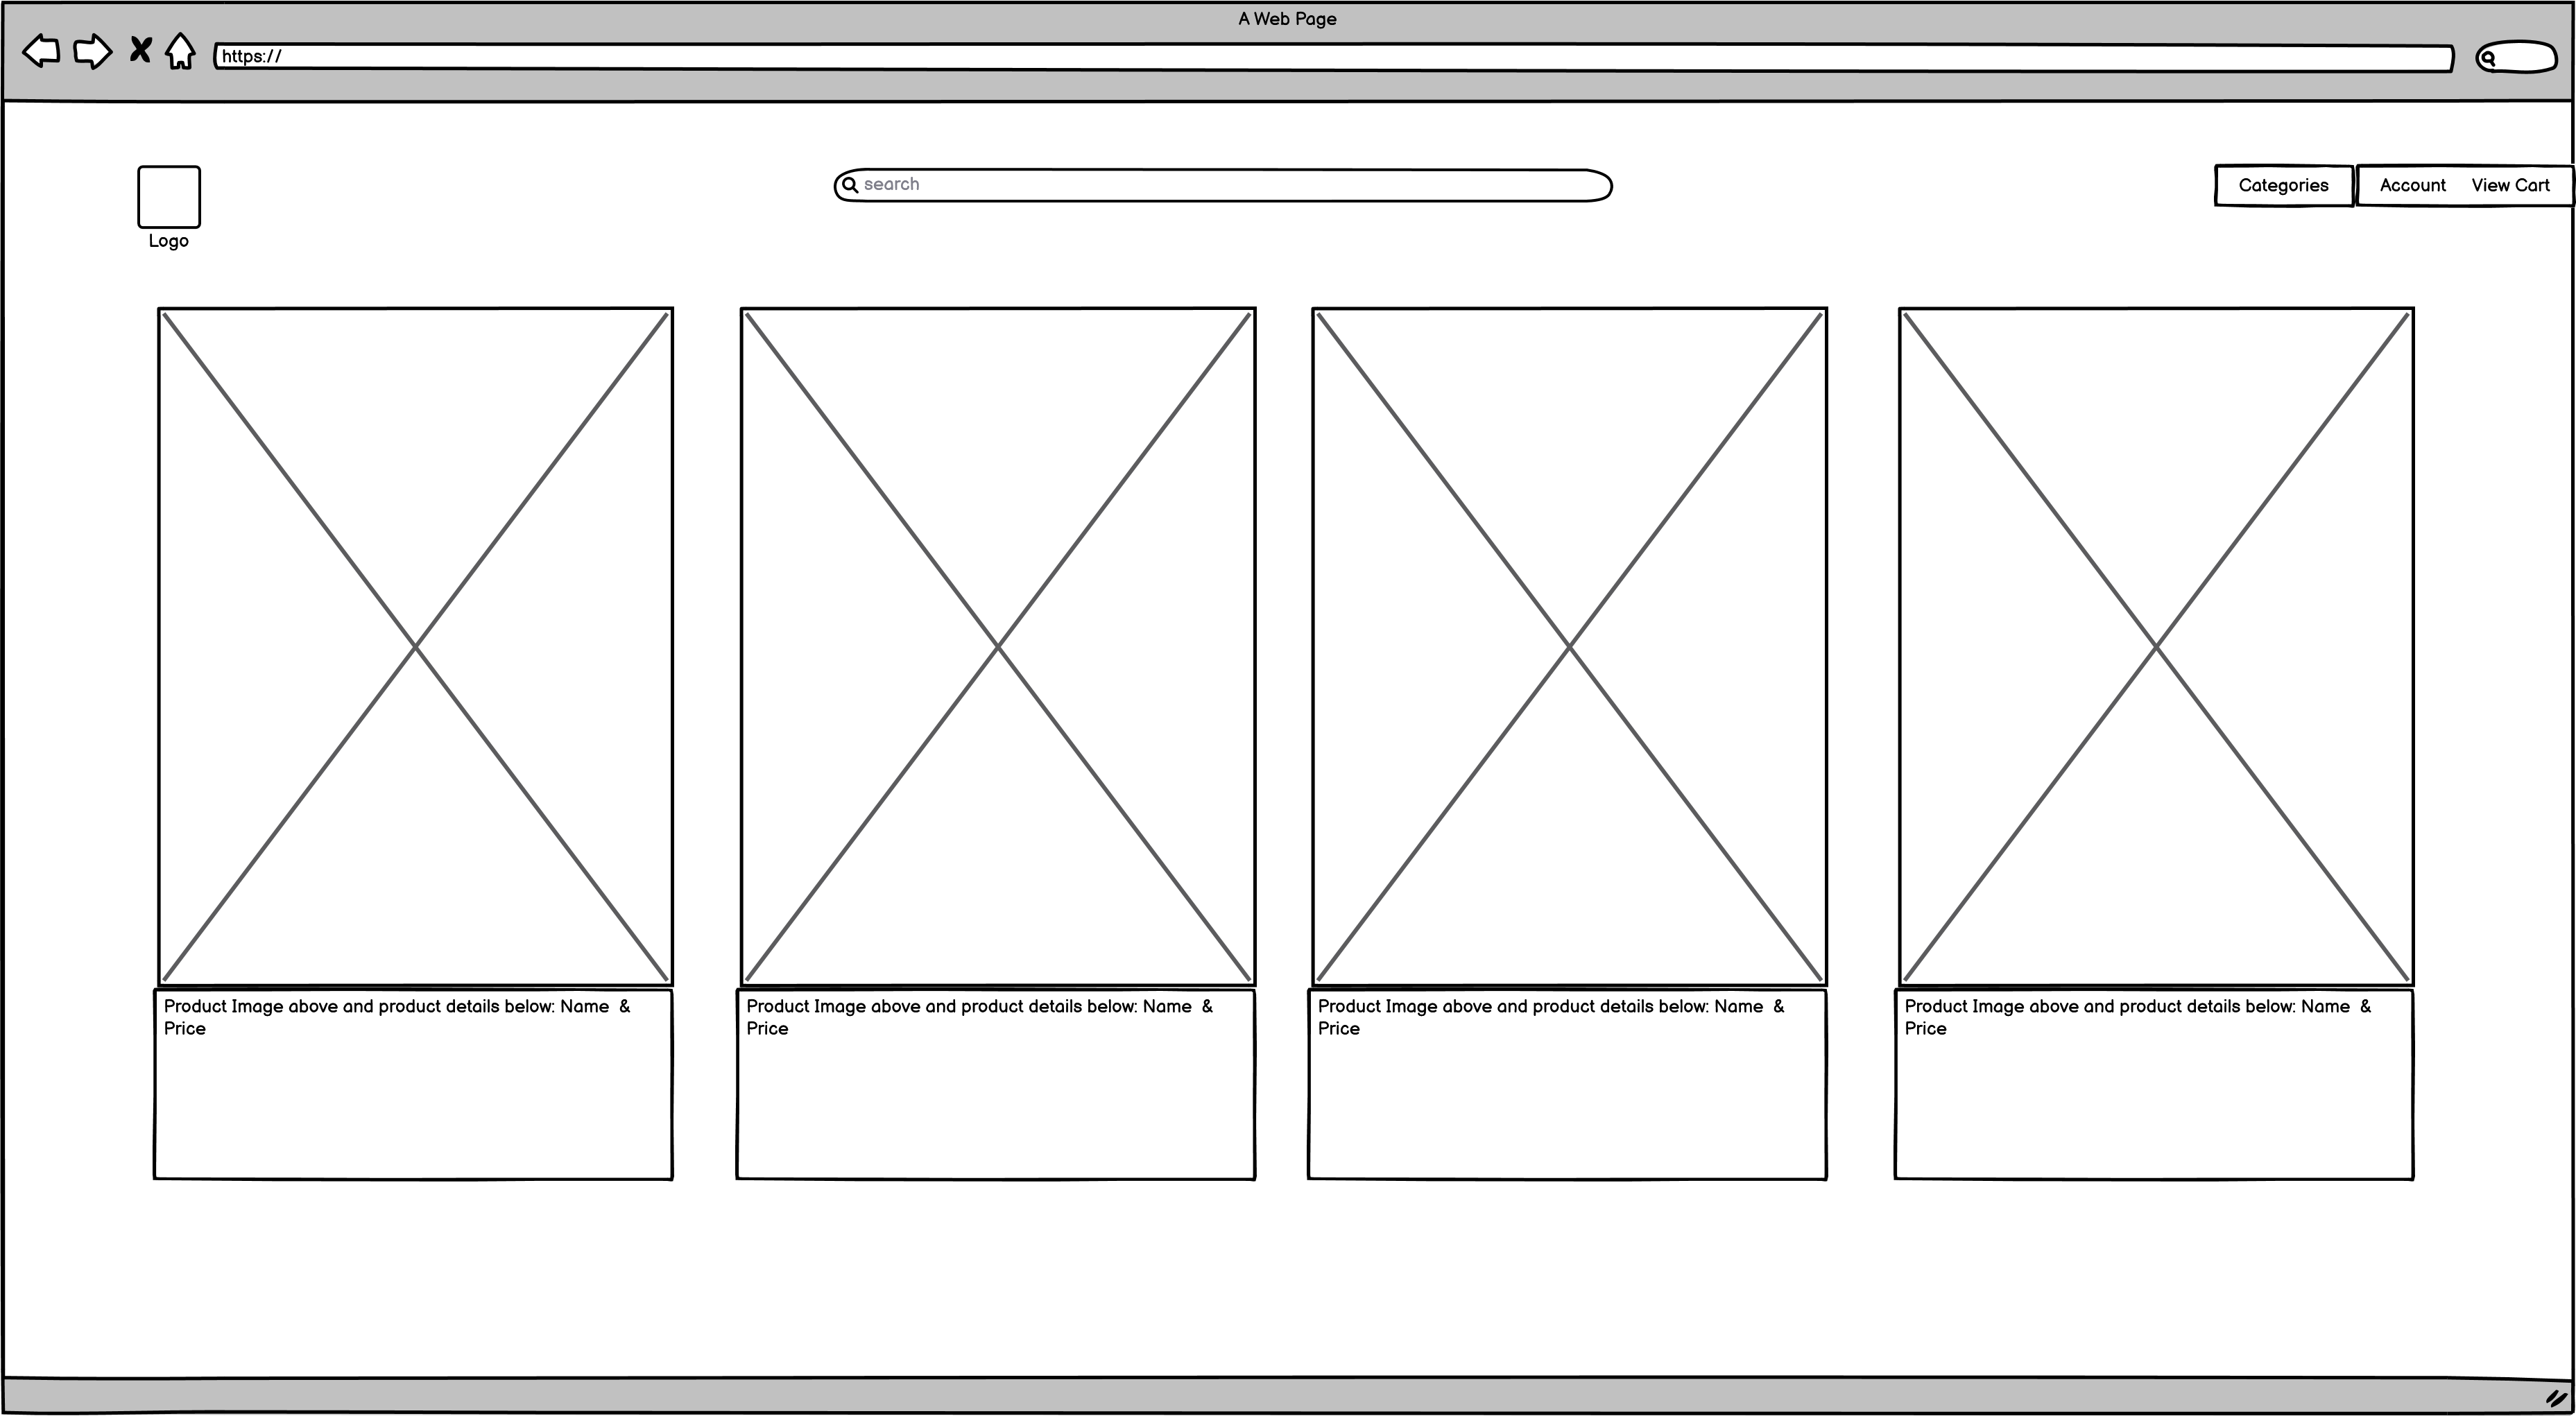 A Web Page
https://
search
Categories
Account View Cart
Logo
Product Image above and product details below: Name &
Price
Product Image above and product details below: Name &
Price
Product Image above and product details below: Name &
Price
Product Image above and product details below: Name &
Price